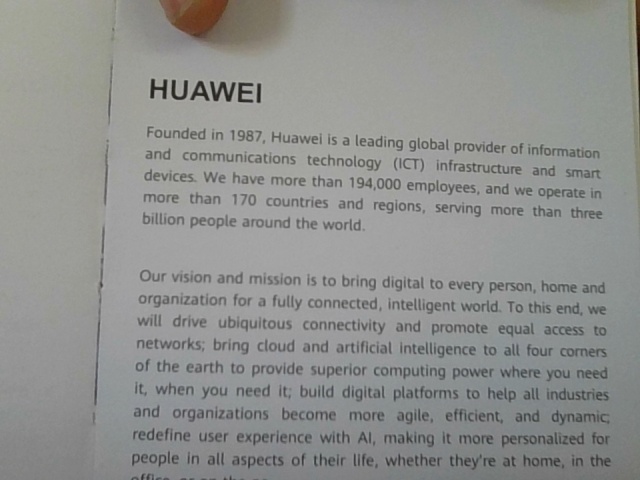 HUAWEI
Founded in 1987, Huawei is a leading global provider of information
and communications technology (ICT) infrastructure and smart
devices. We have more than 194,000 employees, and we operate in
more than 170 countries and regions, serving more than three
billion people around the world.
Our vision and mission is to bring digital to every person, home and
organization for a fully connected, intelligent world. To this end, we
will drive ubiquitous connectivity and promote equal access to
networks; bring cloud and artificial intelligence to all four corners
of the earth to provide superior computing power where you need
it, when you need it; build digital platforms to help all industries
and organizations become more agile, efficient, and dynamic;
redefine user experience with AI, making it more personalized for
people in all aspects of their life, whether they're at home, in the